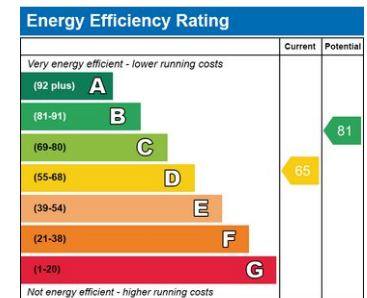 Energy Efficiency Rating
Current Potential
Very energy efficient - lower running costs
(92 plus) A
(81-91) B
(69-80) C
(55-68) D
(39-54) E
(21-38) F
(1-20) G
65
81
Not energy efficient - higher running costs